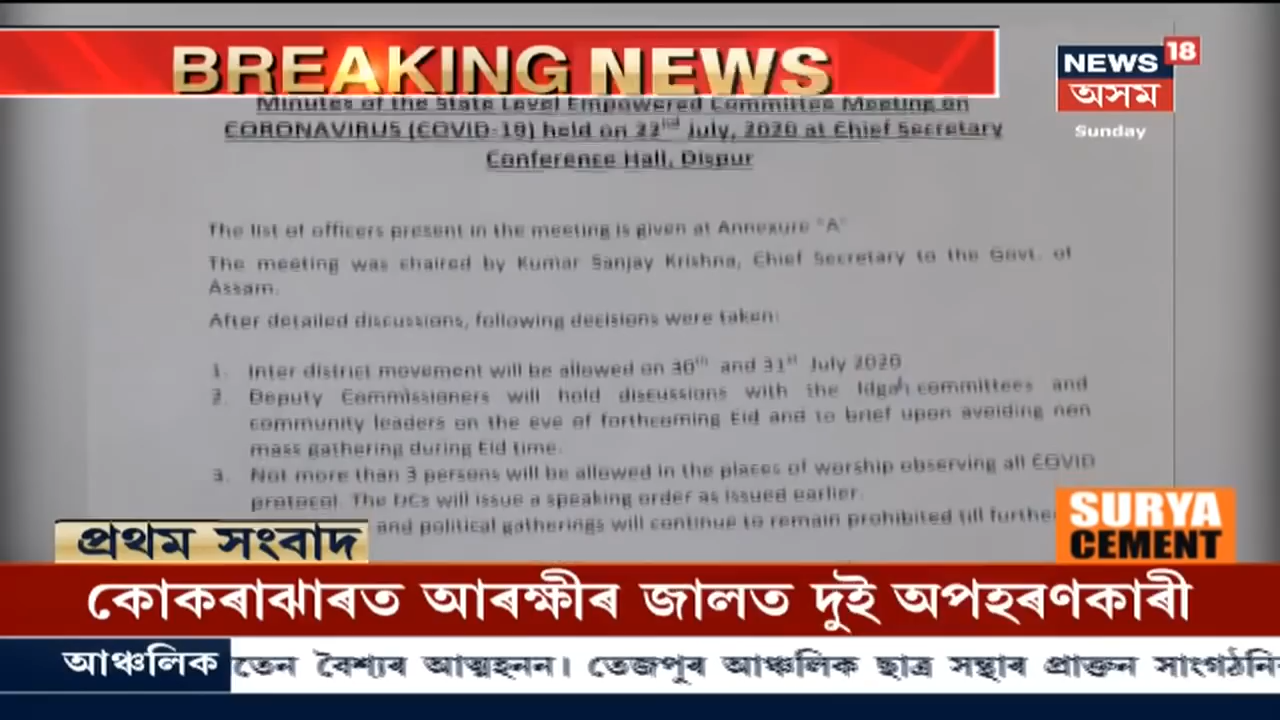 BREAKING NEWS
NEWS 18
অসম
Sunday
Minutes of the State Level Empowered Committee Meeting on
CORONAVIRUS (COVID-19) held on 22nd July, 2020 at Chief Secretary
Conference Hall, Dispur
The list of officers present in the meeting is given at Annexure "A"
The meeting was chaired by Kumar Sanjay Krishna, Chief Secretary to the Govt. of
Assam.
After detailed discussions, following decisions were taken:
1. Inter district movement will be allowed on 30th and 31st July 2020
2. Deputy Commissioners will hold discussions with the Idgah committees and
community leaders on the eve of forthcoming Eid and to brief upon avoiding non
mass gathering during Eid time.
3. Not more than 3 persons will be allowed in the places of worship observing all COVID
protocol. The DCs will issue a speaking order as issued earlier.
and political gatherings will continue to remain prohibited till further
SURYA
CEMENT
প্ৰথম সংবাদ
কোকৰাঝাৰত আৰক্ষীৰ জালত দুই অপহৰণকাৰী
আঞ্চলিক
তেন বৈশ্যৰ আত্মহনন। তেজপুৰ আঞ্চলিক ছাত্ৰ সন্থাৰ প্ৰাক্তন সাংগঠনি